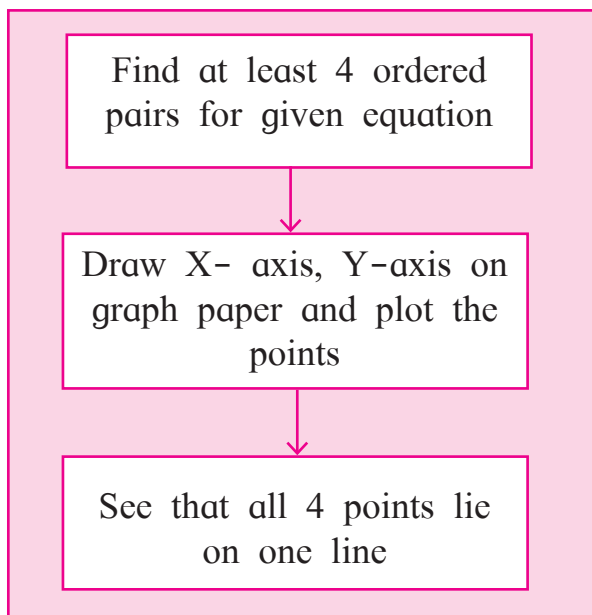 Find at least 4 ordered
pairs for given equation
Draw X- axis, Y-axis on
graph paper and plot the
points
See that all 4 points lie
on one line